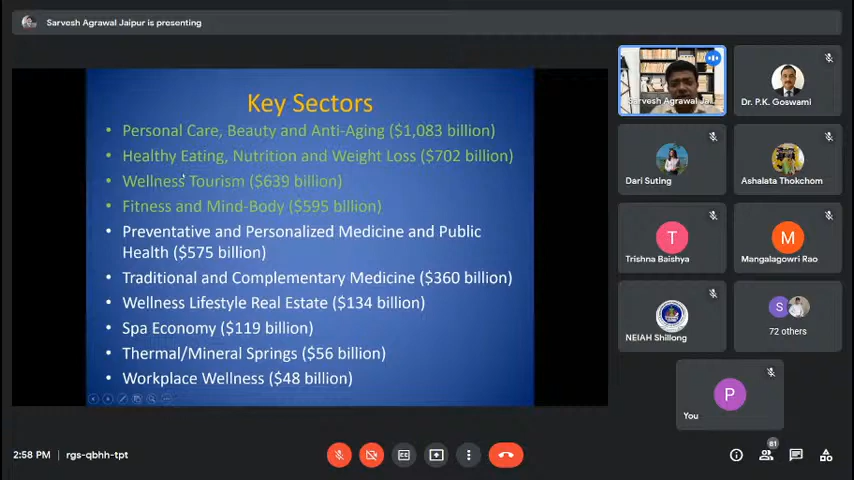 Sarvesh Agrawal Jaipur is presenting
Key Sectors
• Personal Care, Beauty and Anti-Aging ($1,083 billion)
• Healthy Eating, Nutrition and Weight Loss ($702 billion)
• Wellness Tourism ($639 billion)
• Fitness and Mind-Body ($595 billion)
• Preventative and Personalized Medicine and Public
Health ($575 billion)
• Traditional and Complementary Medicine ($360 billion)
• Wellness Lifestyle Real Estate ($134 billion)
• Spa Economy ($119 billion)
• Thermal/Mineral Springs ($56 billion)
• Workplace Wellness ($48 billion)
Sarvesh Agrawal Jai...
Dr. P.K. Goswami
Dari Suting
Ashalata Thokchom
T
Trishna Baishya
M
Mangalagowri Rao
NEIAH Shillong
S
72 others
P
You
2:58 PM
rgs-qbhh-tpt
81